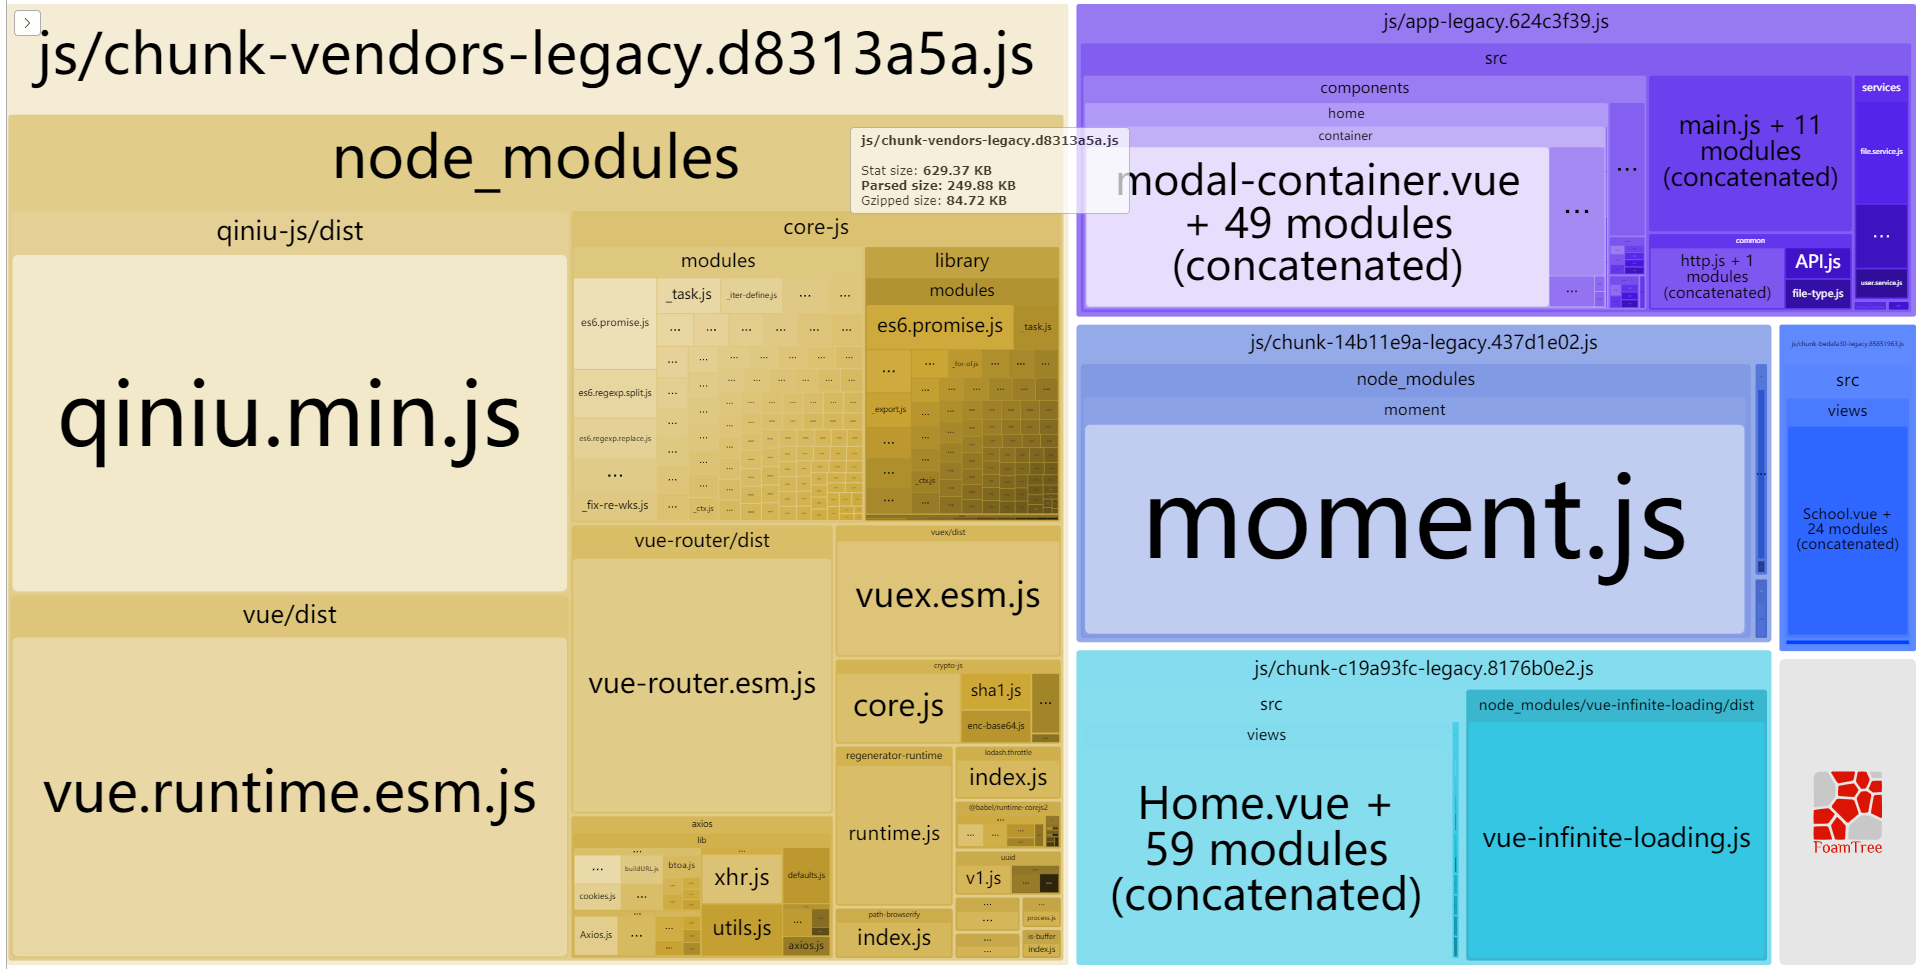 js/chunk-vendors-legacy.d8313a5a.js
node_modules
js/chunk-vendors-legacy.d8313a5a.js
Stat size: 629.37 KB
Parsed size: 249.88 KB
Gzipped size: 84.72 KB
qiniu-js/dist
qiniu.min.js
vue/dist
vue.runtime.esm.js
core-js
modules
es6.promise.js
_task.js
_iter-define.js
es6.regexp.split.js
es6.regexp.replace.js
_fix-re-wks.js
_ctx.js
library
modules
es6.promise.js
_task.js
_for-of.js
_export.js
_ctx.js
vue-router/dist
vue-router.esm.js
vuex/dist
vuex.esm.js
crypto-js
core.js
sha1.js
enc-base64.js
regenerator-runtime
runtime.js
lodash.throttle
index.js
@babel/runtime-corejs2
uuid
v1.js
path-browserify
index.js
process.js
is-buffer
index.js
axios
lib
buildURL.js
btoa.js
cookies.js
Axios.js
xhr.js
defaults.js
utils.js
axios.js
js/app-legacy.624c3f39.js
src
components
home
container
modal-container.vue
+ 49 modules
(concatenated)
main.js + 11
modules
(concatenated)
services
file.service.js
user.service.js
common
http.js + 1
modules
(concatenated)
API.js
file-type.js
js/chunk-14b11e9a-legacy.437d1e02.js
node_modules
moment
moment.js
js/chunk-bedafa30-legacy.85851963.js
src
views
School.vue +
24 modules
(concatenated)
js/chunk-c19a93fc-legacy.8176b0e2.js
src
views
Home.vue +
59 modules
(concatenated)
node_modules/vue-infinite-loading/dist
vue-infinite-loading.js
FoamTree